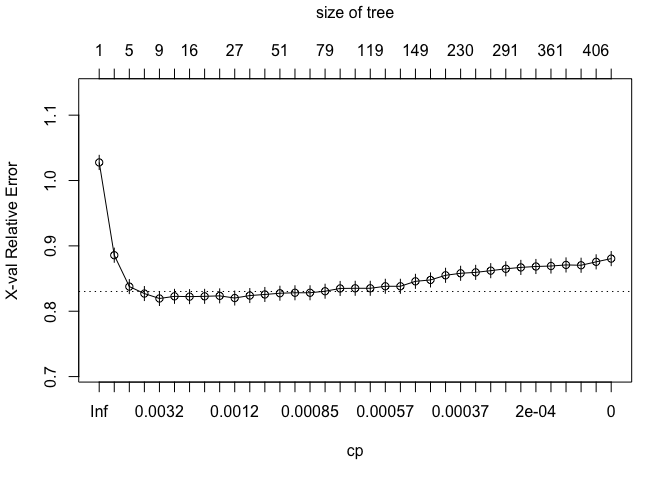 size of tree
1 5 9 16 27 51 79 119 149 230 291 361 406
X-val Relative Error
1.1
1.0
0.9
0.8
0.7
Inf 0.0032 0.0012 0.00085 0.00057 0.00037 2e-04 0
cp